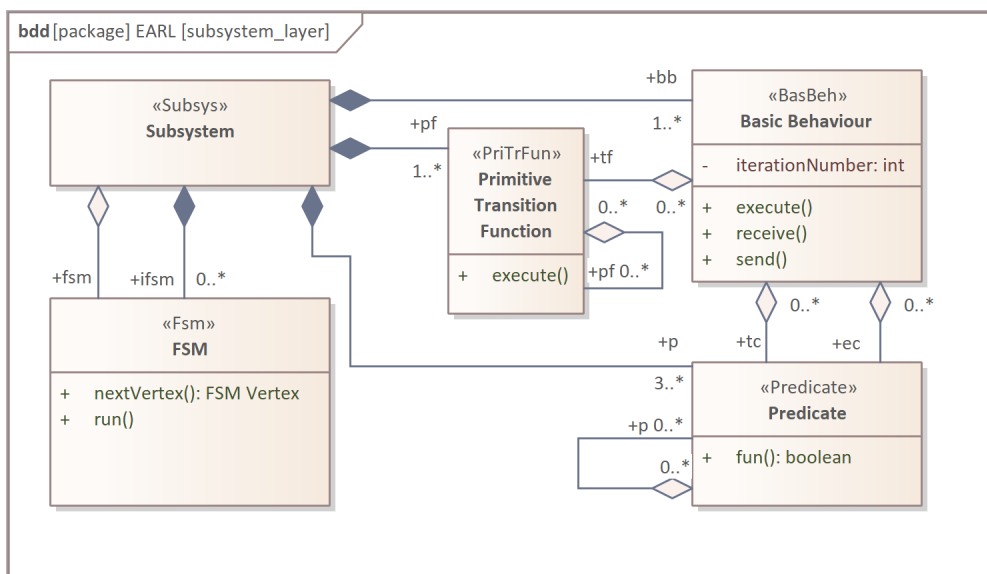 bdd [package] EARL [subsystem_layer]
«Subsys»
Subsystem
+bb
1..*
+pf
1..*
«BasBeh»
Basic Behaviour
- iterationNumber: int
+ execute()
+ receive()
+ send()
«PriTrFun»
Primitive
Transition
Function
+ execute()
+tf
0..*
0..*
+pf 0..*
+fsm
+ifsm
0..*
«Fsm»
FSM
+ nextVertex(): FSM Vertex
+ run()
0..*
0..*
+tc
+ec
+p
3..*
«Predicate»
Predicate
+ fun(): boolean
+p 0..*
0..*